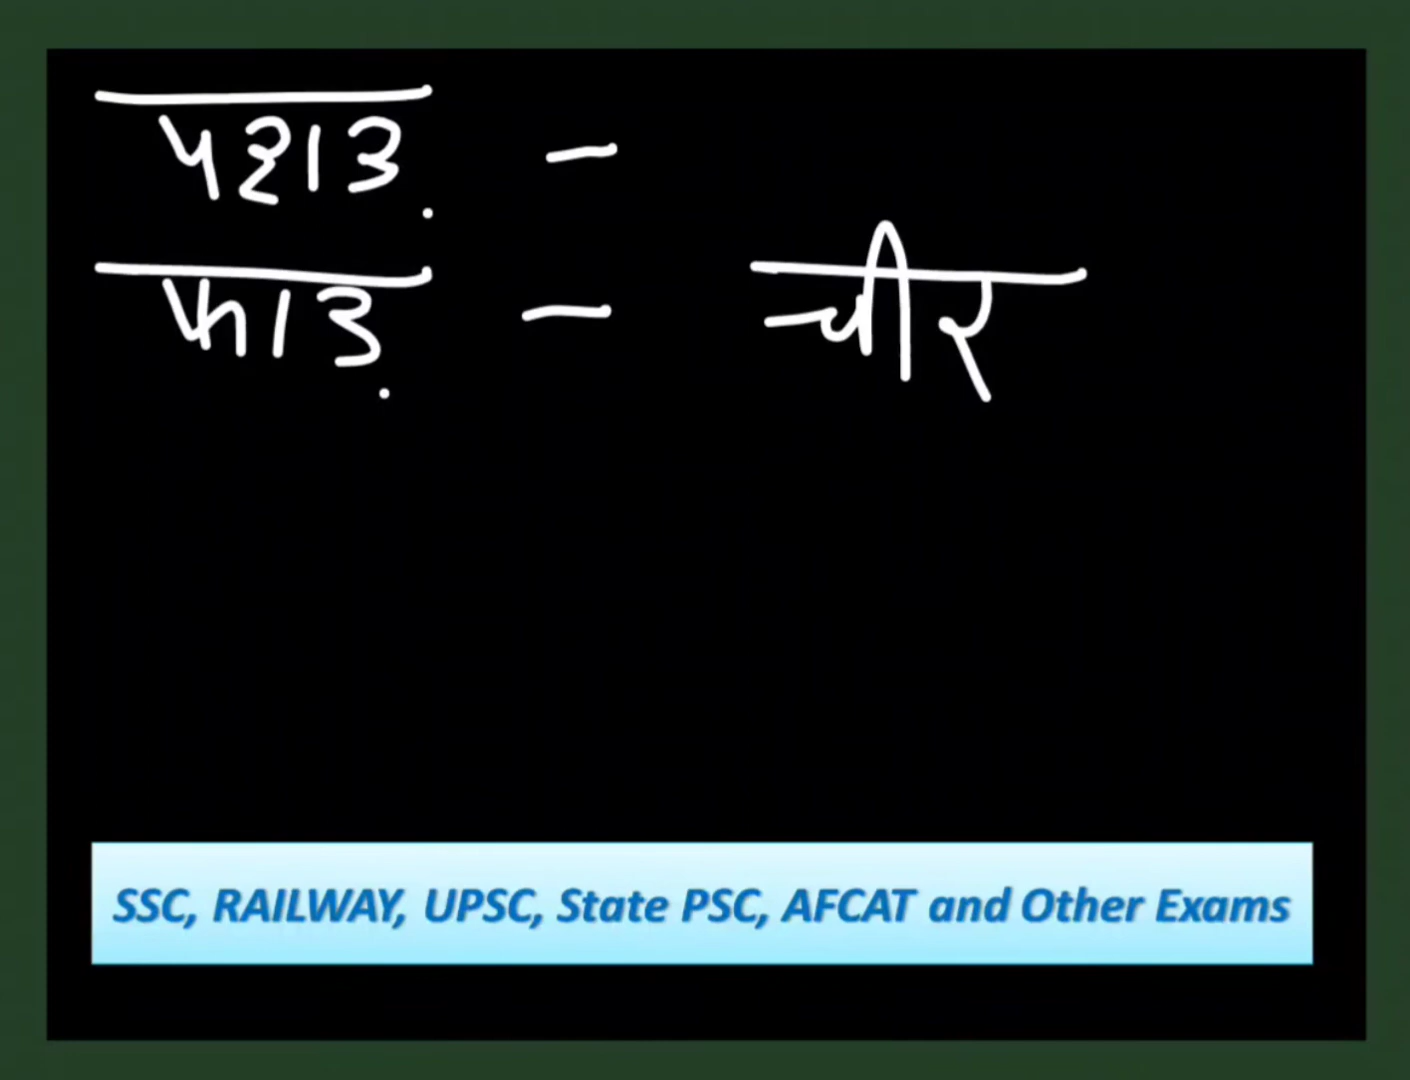 पहाड़ -
फाड़ - चीर
SSC, RAILWAY, UPSC, State PSC, AFCAT and Other Exams